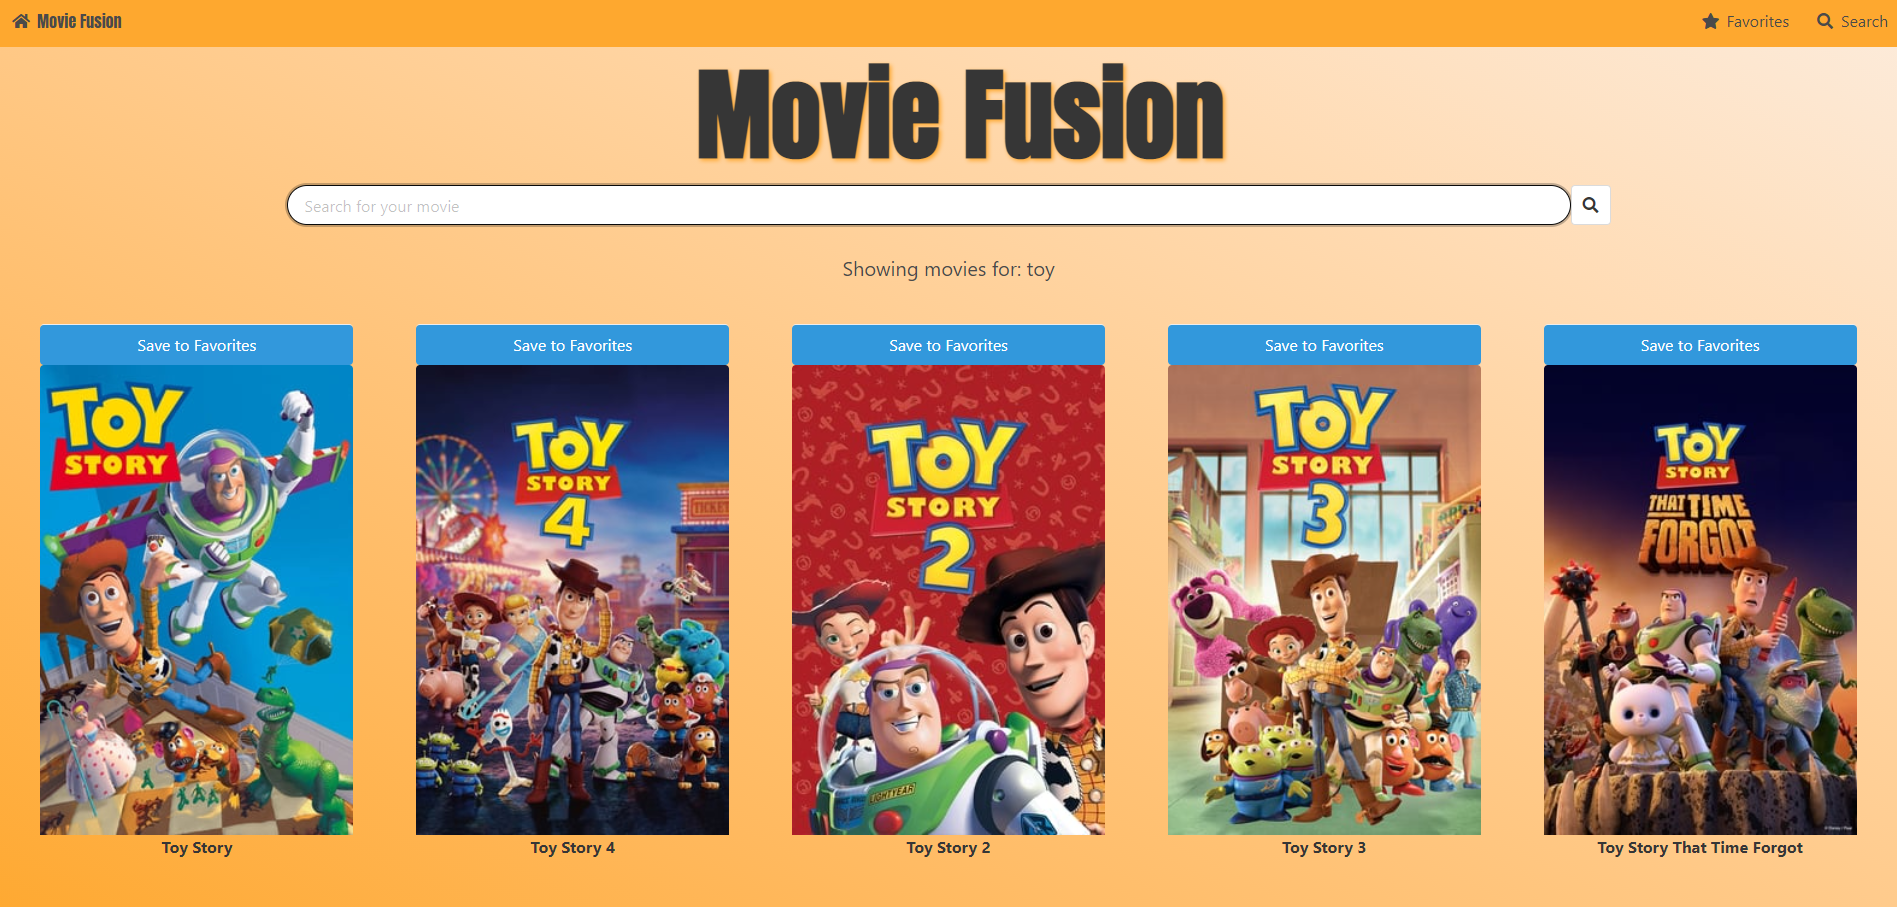 Movie Fusion
Favorites
Search
Movie Fusion
Search for your movie
Showing movies for: toy
Save to Favorites
Save to Favorites
Save to Favorites
Save to Favorites
Save to Favorites
TOY
STORY
TOY
STORY
4
TICKET
TOY
STORY
2
LIGHTYEAR
TOY
STORY
3
TOY
STORY
THAT TIME
FORGOT
Toy Story
Toy Story 4
Toy Story 2
Toy Story 3
Toy Story That Time Forgot